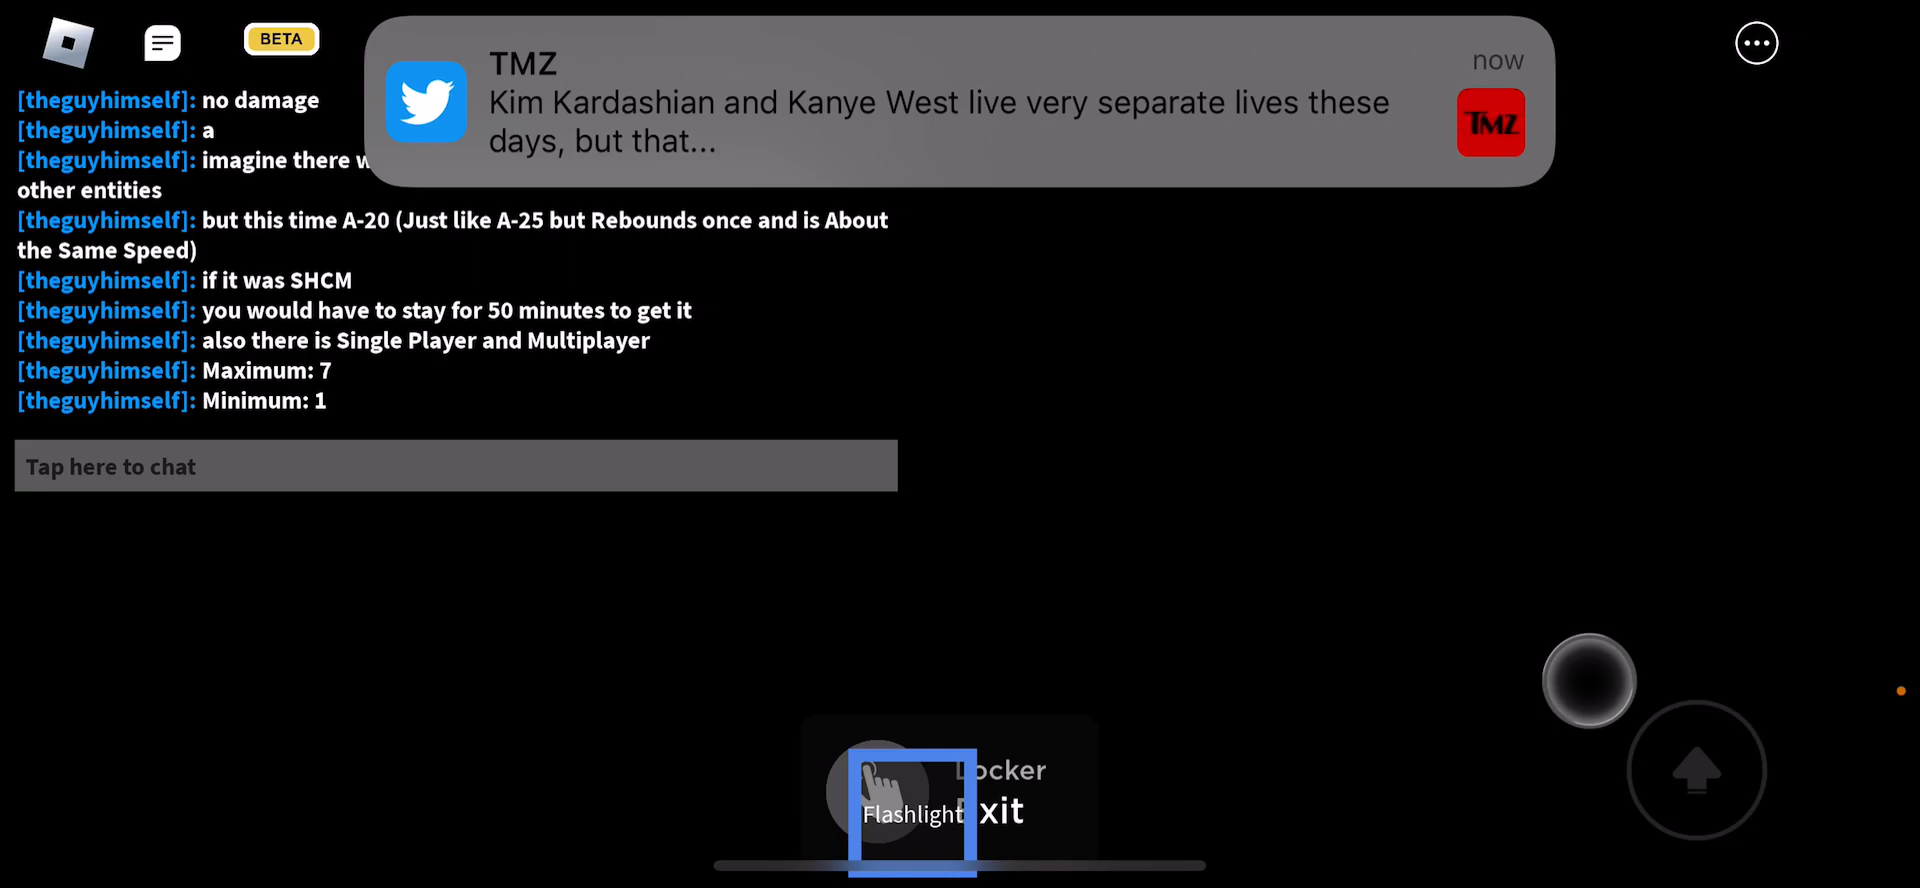 BETA
TMZ
now
Kim Kardashian and Kanye West live very separate lives these
days, but that...
TMZ
[theguyhimself]: no damage
[theguyhimself]: a
[theguyhimself]: imagine there
other entities
[theguyhimself]: but this time A-20 (Just like A-25 but Rebounds once and is About
the Same Speed)
[theguyhimself]: if it was SHCM
[theguyhimself]: you would have to stay for 50 minutes to get it
[theguyhimself]: also there is Single Player and Multiplayer
[theguyhimself]: Maximum: 7
[theguyhimself]: Minimum: 1
Tap here to chat
Locker
Exit
Flashlight